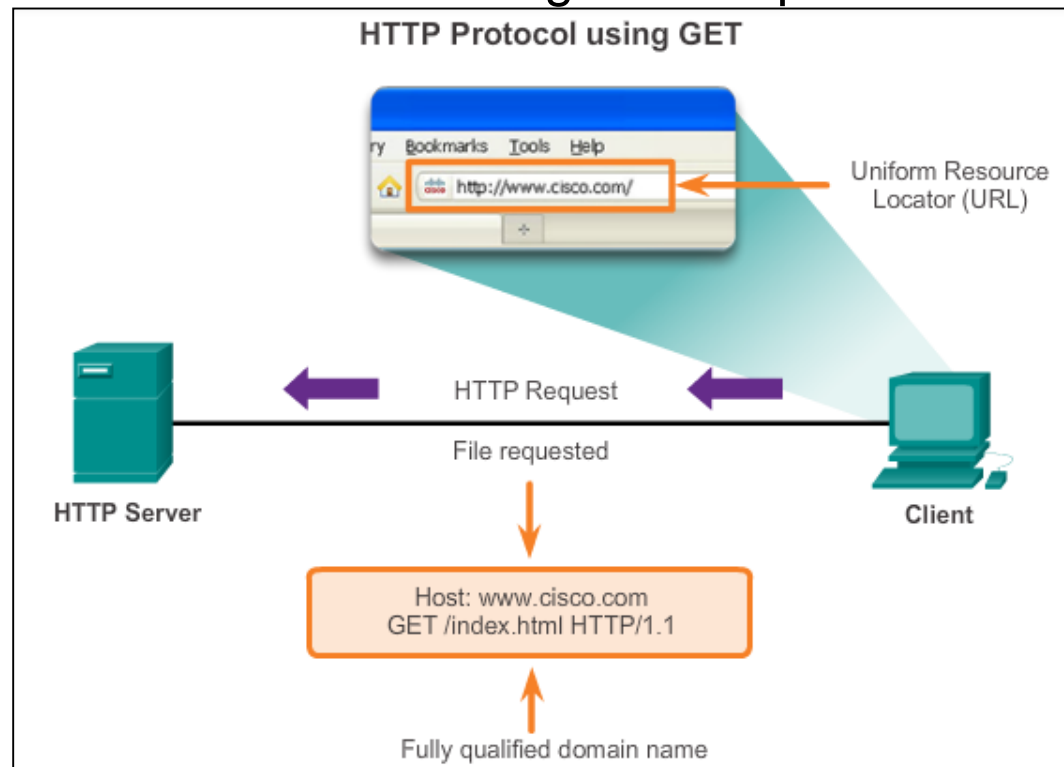 HTTP Protocol using GET
ry Bookmarks Tools Help
cisco http://www.cisco.com/
Uniform Resource
Locator (URL)
HTTP Request
File requested
HTTP Server
Client
Host: www.cisco.com
GET /index.html HTTP/1.1
Fully qualified domain name